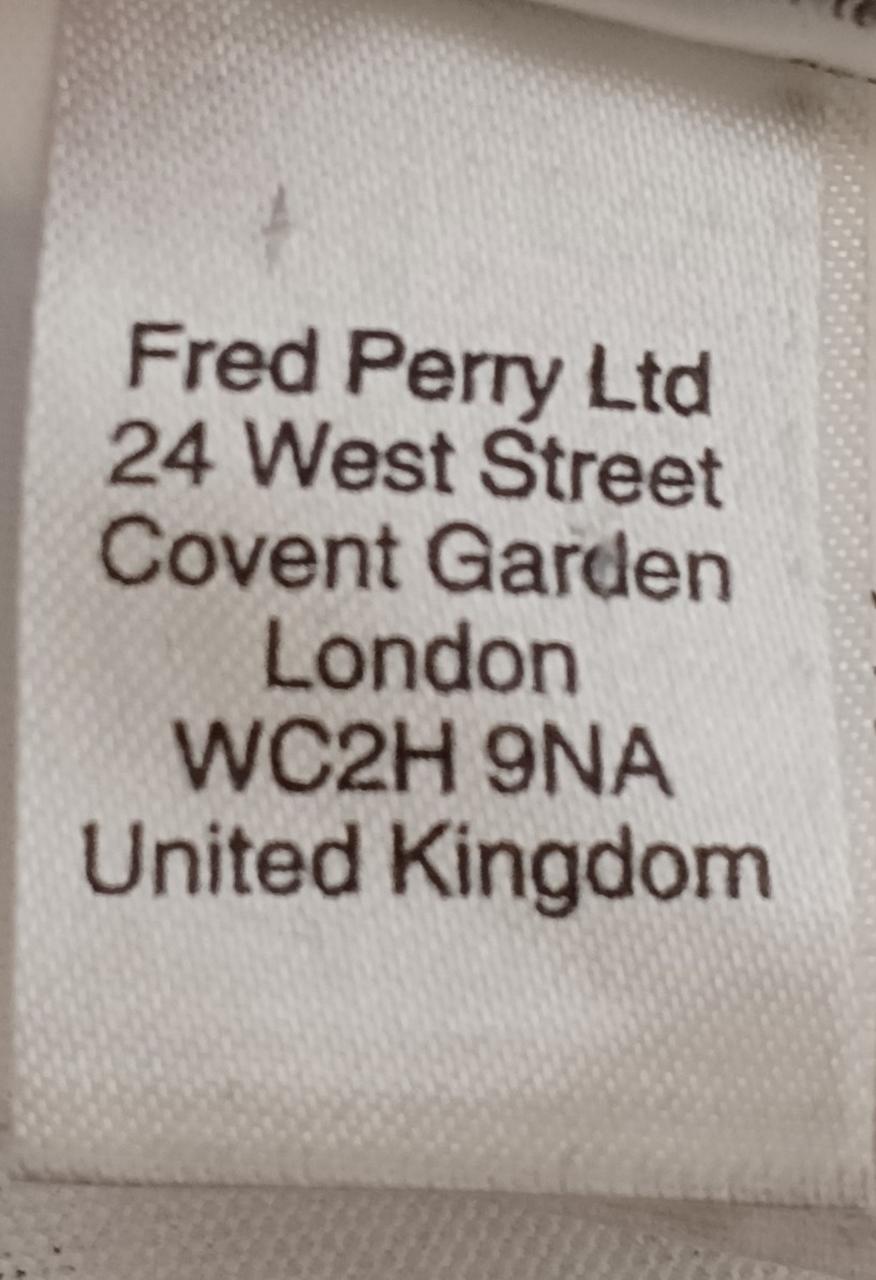 Fred Perry Ltd
24 West Street
Covent Garden
London
WC2H 9NA
United Kingdom